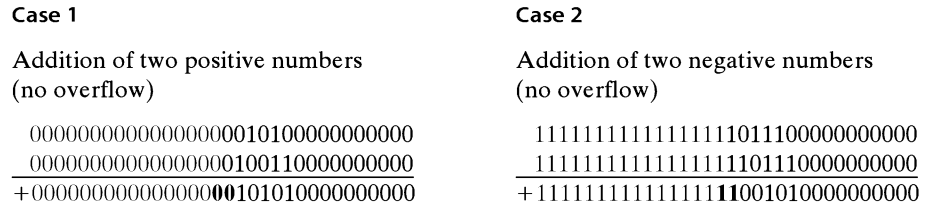 Case 1
Addition of two positive numbers
(no overflow)
00000000000000000010100000000000
00000000000000000100110000000000
+00000000000000000101010000000000
Case 2
Addition of two negative numbers
(no overflow)
11111111111111111011100000000000
11111111111111111101110000000000
+11111111111111111001010000000000